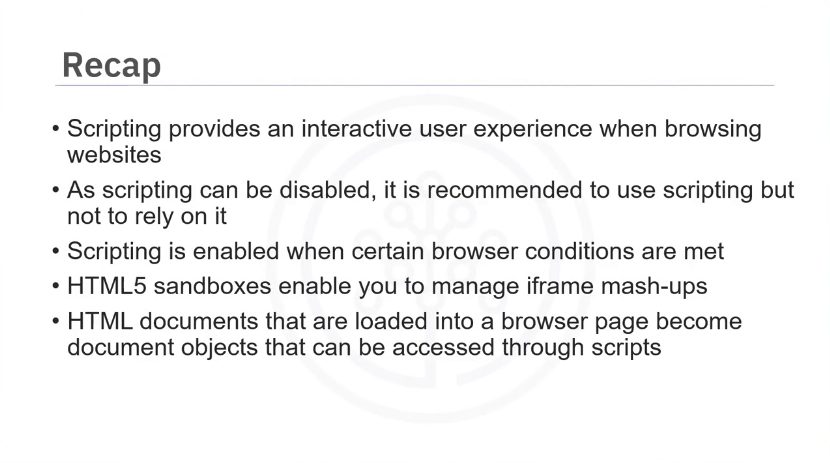 Recap
• Scripting provides an interactive user experience when browsing
websites
• As scripting can be disabled, it is recommended to use scripting but
not to rely on it
• Scripting is enabled when certain browser conditions are met
• HTML5 sandboxes enable you to manage iframe mash-ups
• HTML documents that are loaded into a browser page become
document objects that can be accessed through scripts